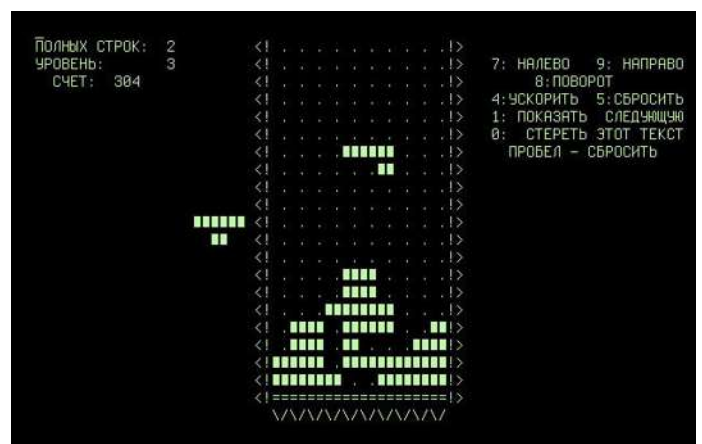 ПОЛНЫХ СТРОК: 2
УРОВЕНЬ: 3
СЧЕТ: 304
7: НАЛЕВО 9: НАПРАВО
8:ПОВОРОТ
4:УСКОРИТЬ 5:СБРОСИТЬ
1: ПОКАЗАТЬ СЛЕДУЮЩУЮ
0: СТЕРЕТЬ ЭТОТ ТЕКСТ
ПРОБЕЛ - СБРОСИТЬ